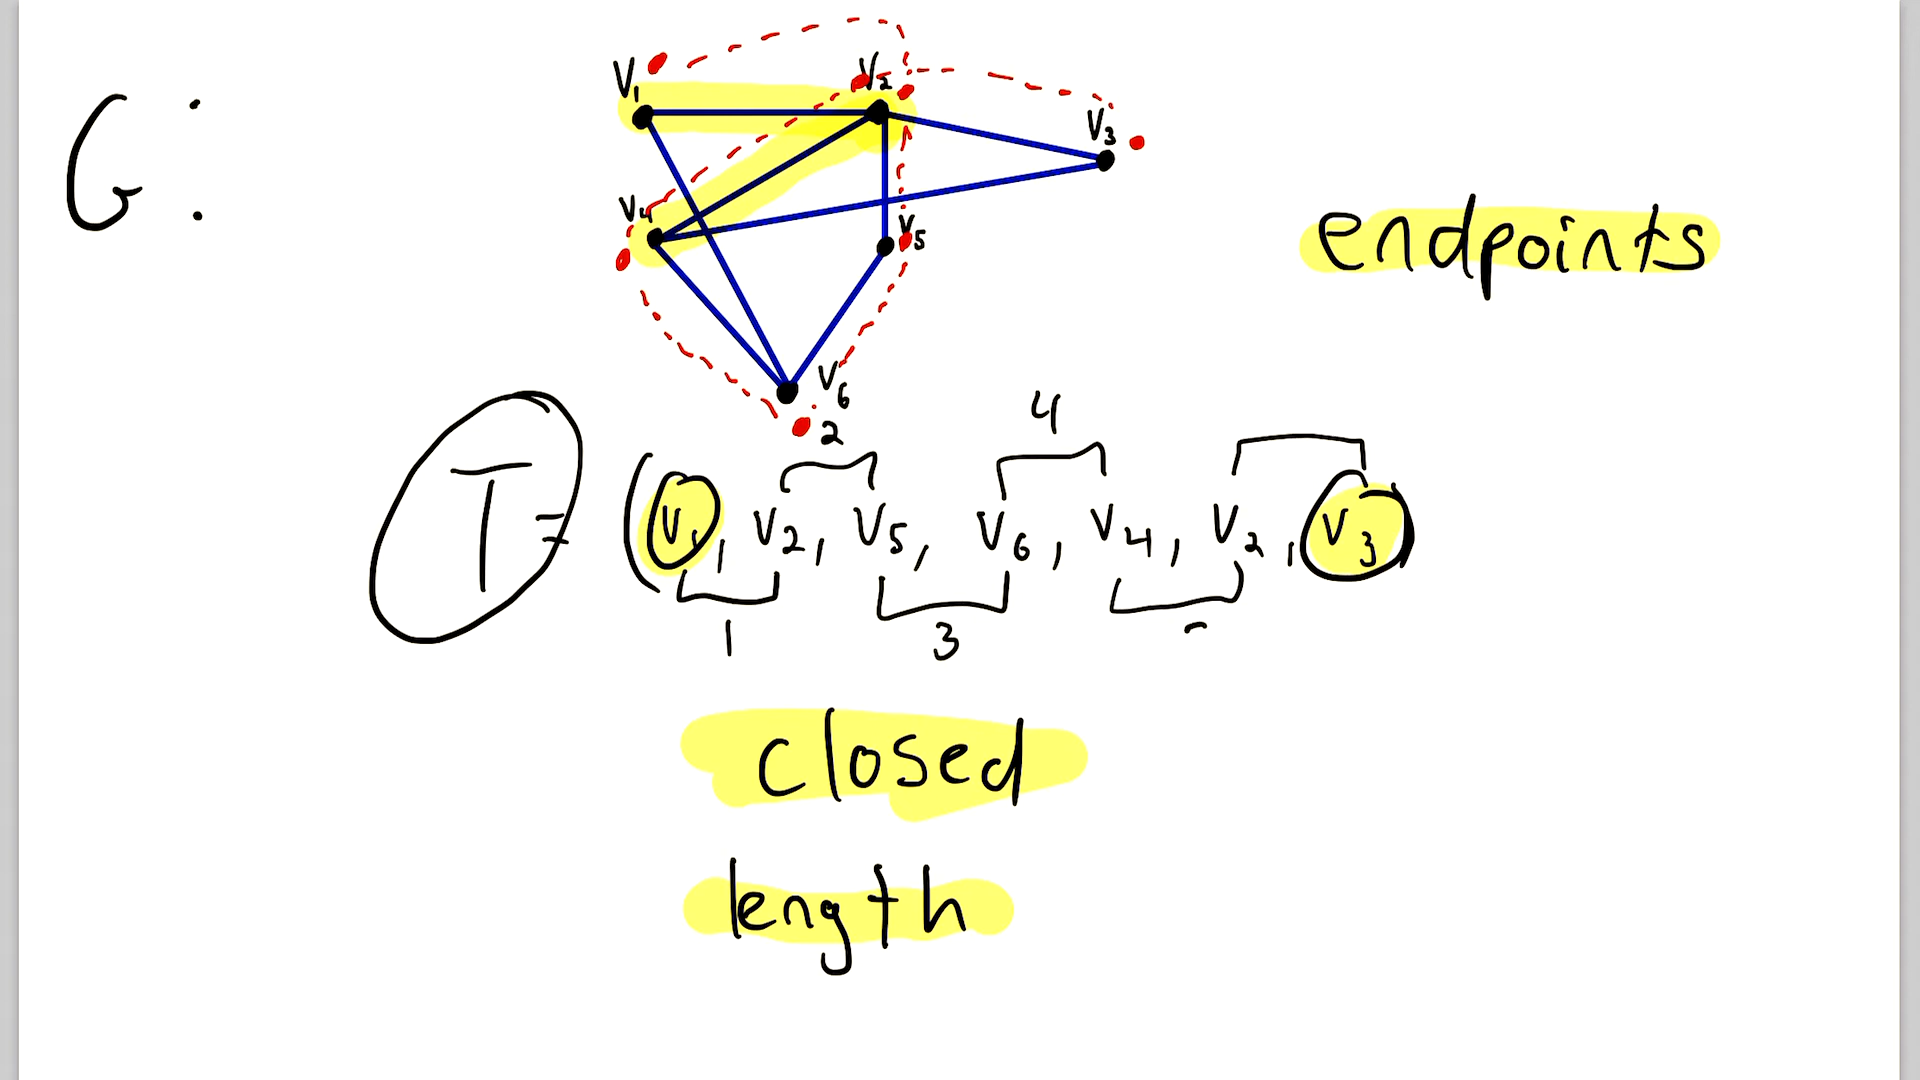 G :
V1
V2
V3
V4
V5
V6
endpoints
2
4
T = (V1, V2, V5, V6, V4, V2, V3)
1
3
closed
length